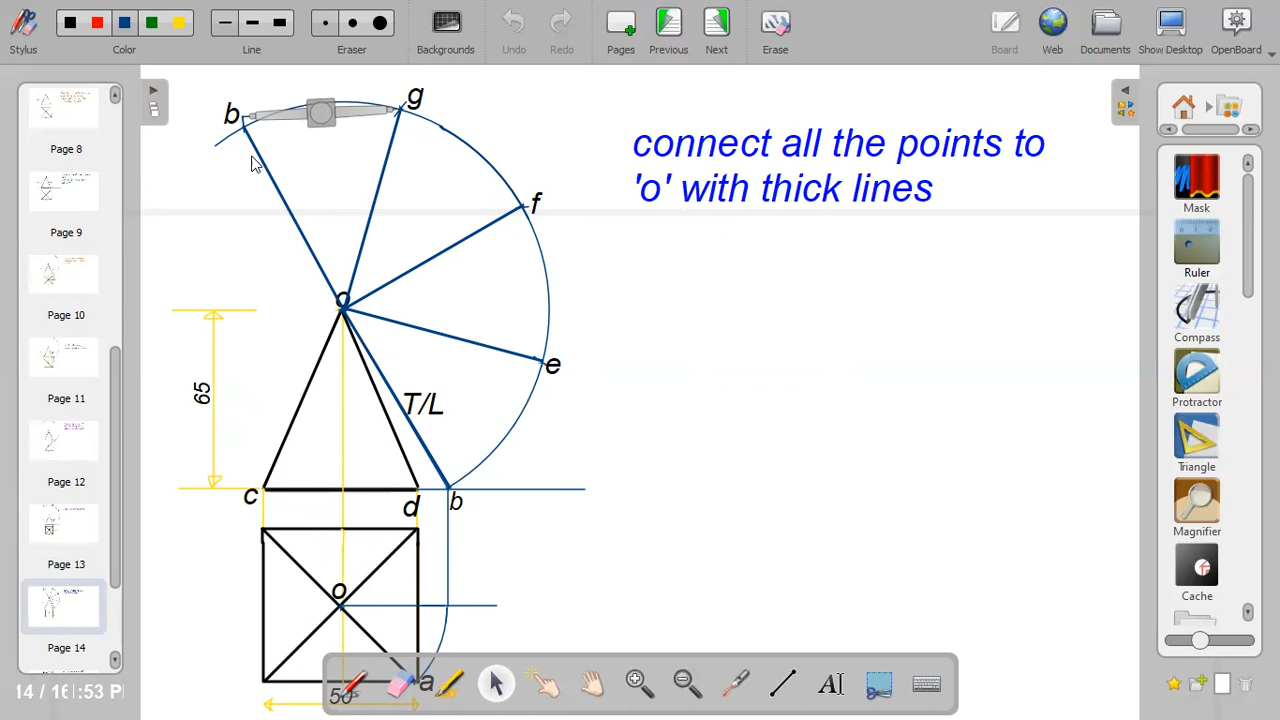 Stylus
Color
Line
Eraser
Backgrounds
Undo
Redo
Pages
Previous
Next
Erase
Board
Web
Documents
Show Desktop
OpenBoard
Page 8
Page 9
Page 10
Page 11
Page 12
Page 13
Page 14
connect all the points to
'o' with thick lines
b
g
f
o
e
65
T/L
c
d
b
o
a
50
Mask
Ruler
Compass
Protractor
Triangle
Magnifier
Cache